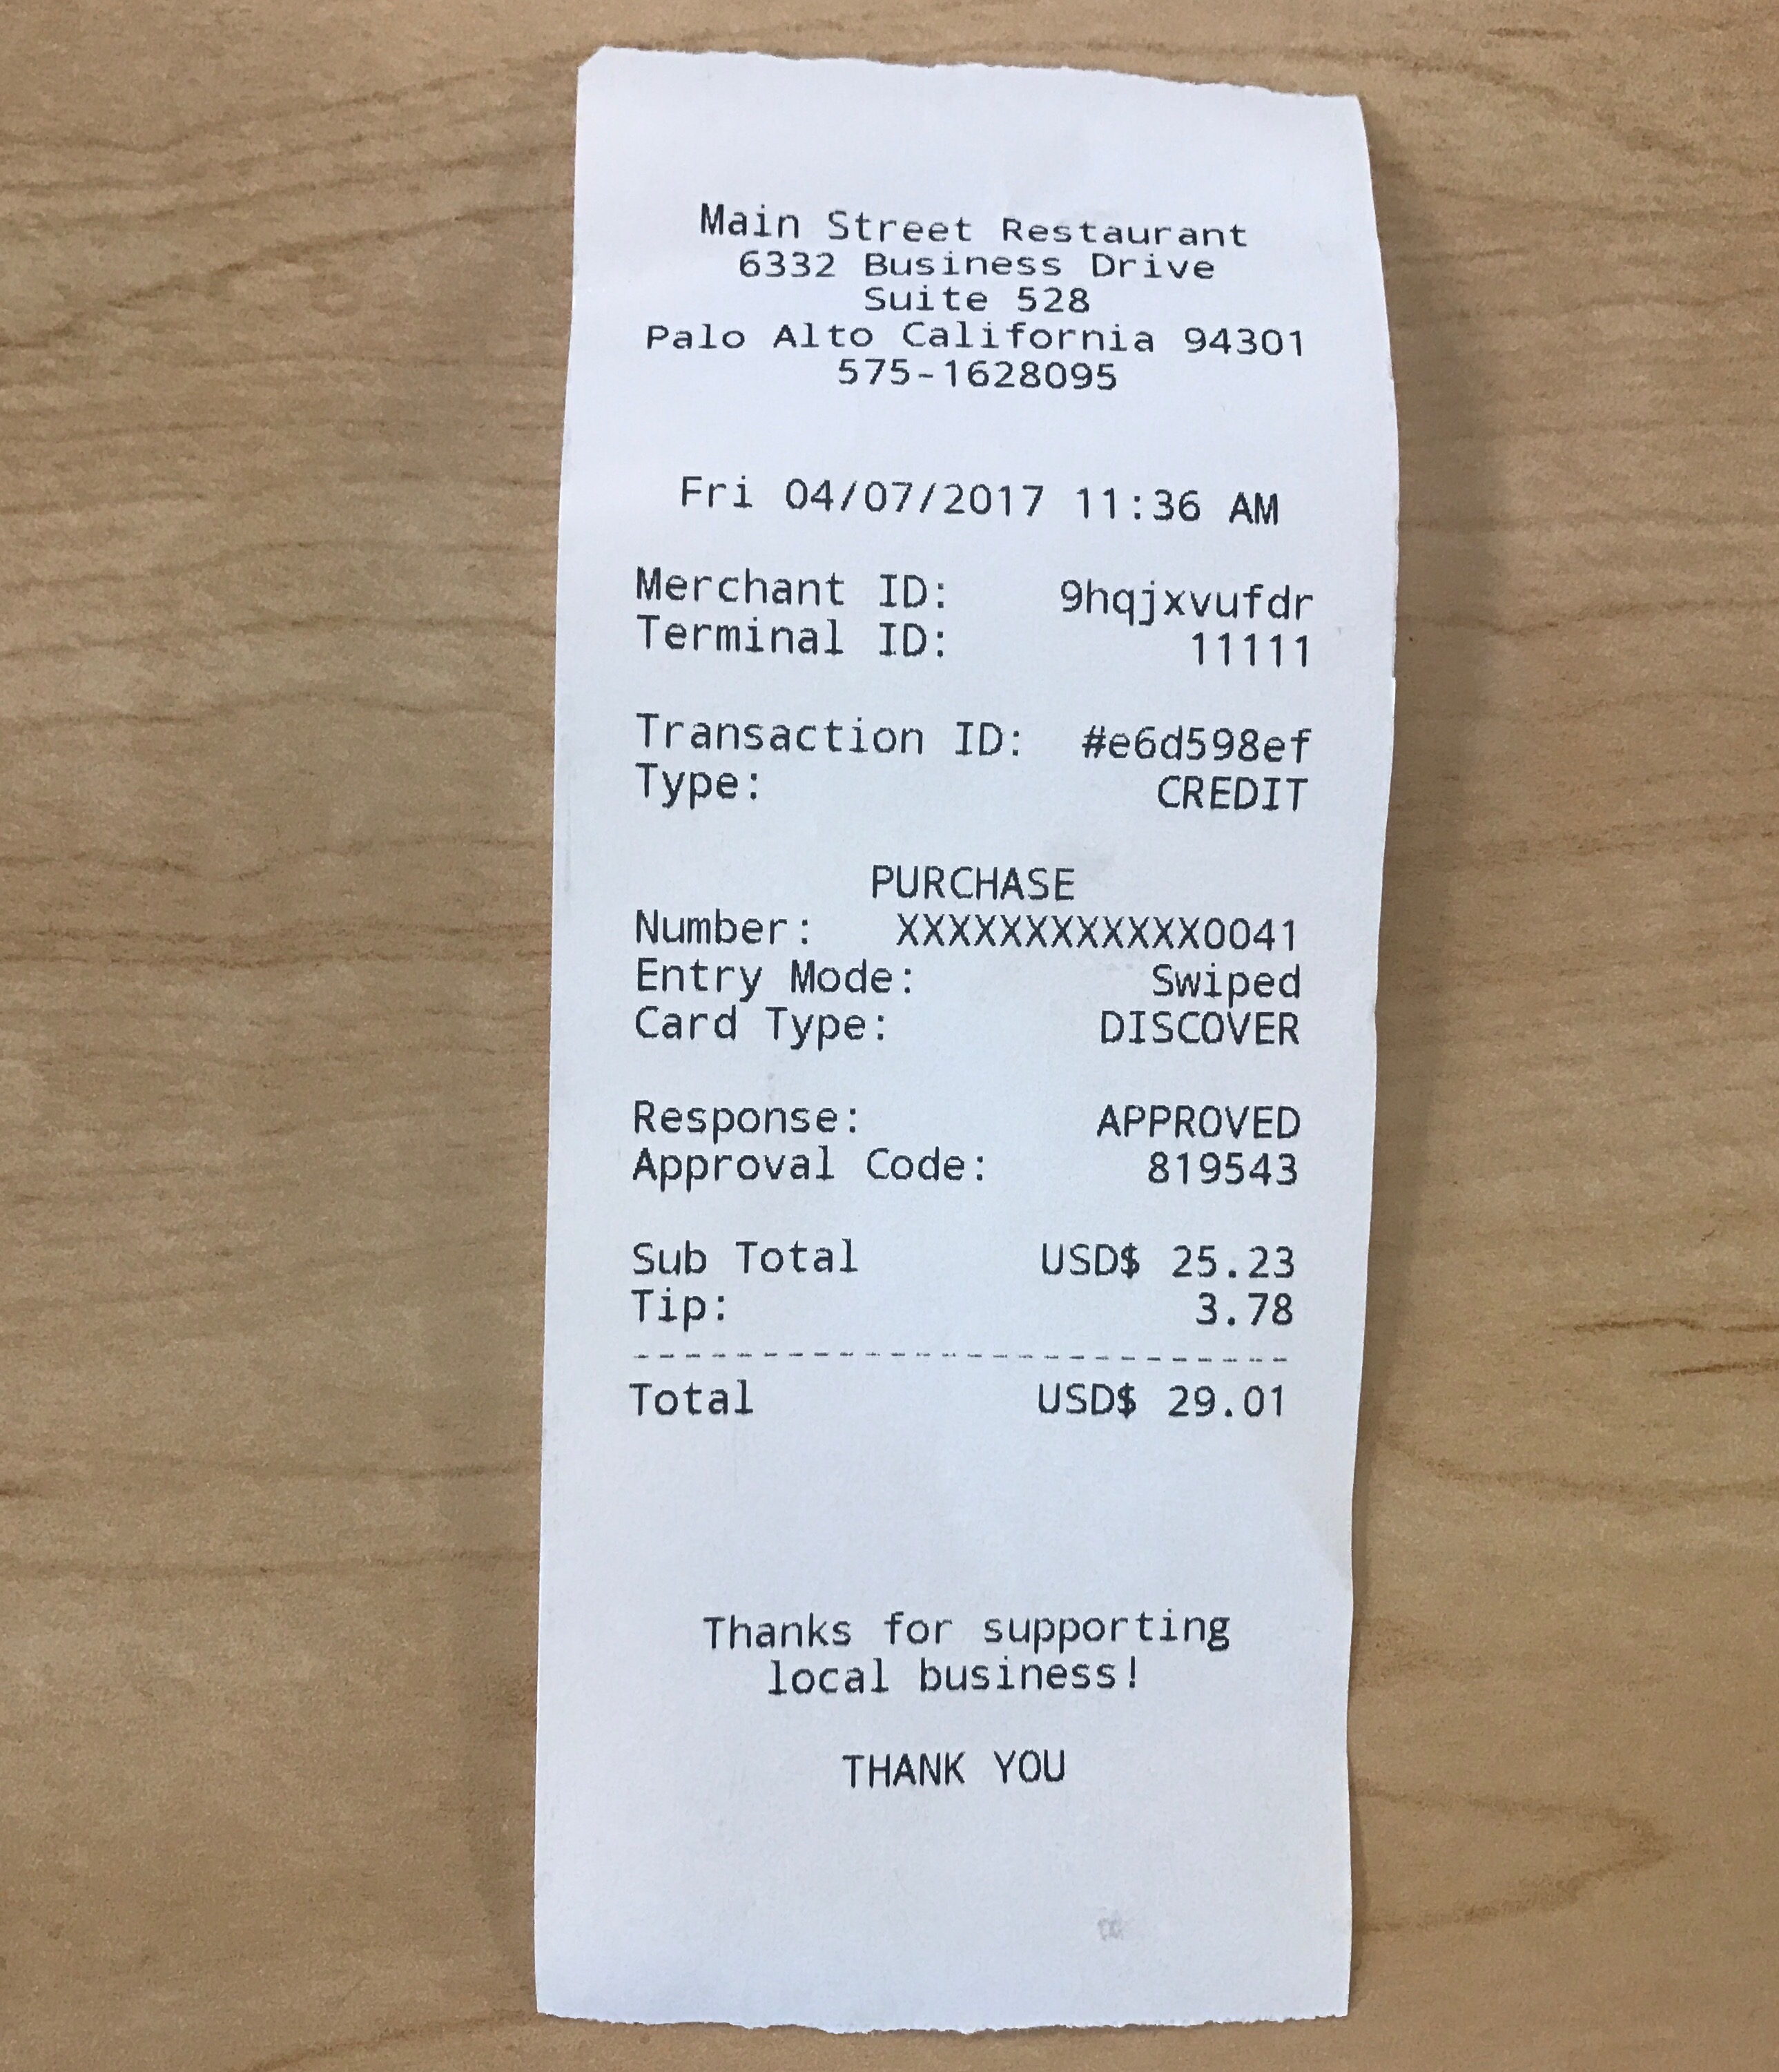 Main Street Restaurant
6332 Business Drive
Suite 528
Palo Alto California 94301
575-1628095
Fri 04/07/2017 11:36 AM
Merchant ID: 9hqjxvufdr
Terminal ID: 11111
Transaction ID: #e6d598ef
Type: CREDIT
PURCHASE
Number: XXXXXXXXXXXX0041
Entry Mode: Swiped
Card Type: DISCOVER
Response: APPROVED
Approval Code: 819543
Sub Total USD$ 25.23
Tip: 3.78
--------------------------
Total USD$ 29.01
Thanks for supporting
local business!
THANK YOU